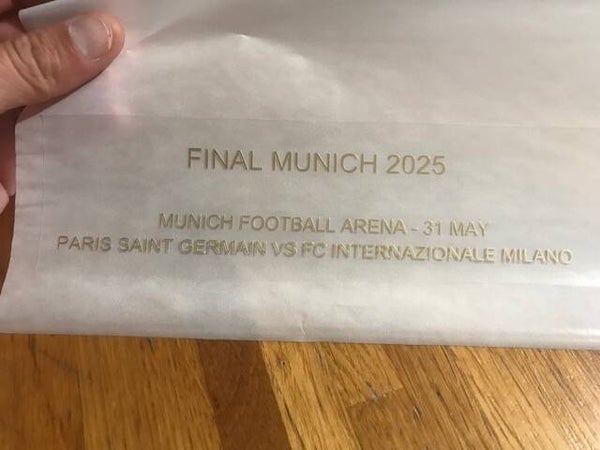 FINAL MUNICH 2025
MUNICH FOOTBALL ARENA - 31 MAY
PARIS SAINT GERMAIN VS FC INTERNAZIONALE MILANO